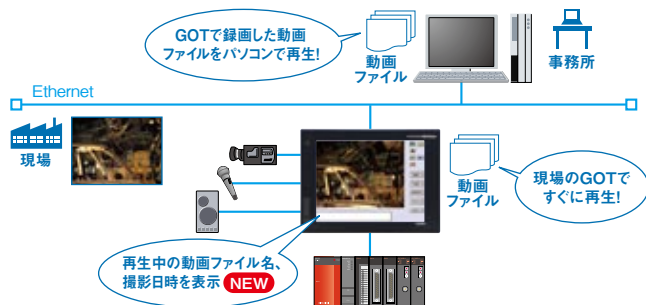 GOTで録画した動画
ファイルをパソコンで再生!
動画
ファイル
事務所
Ethernet
現場
動画
ファイル
現場のGOTで
すぐに再生!
再生中の動画ファイル名、
撮影日時を表示 NEW